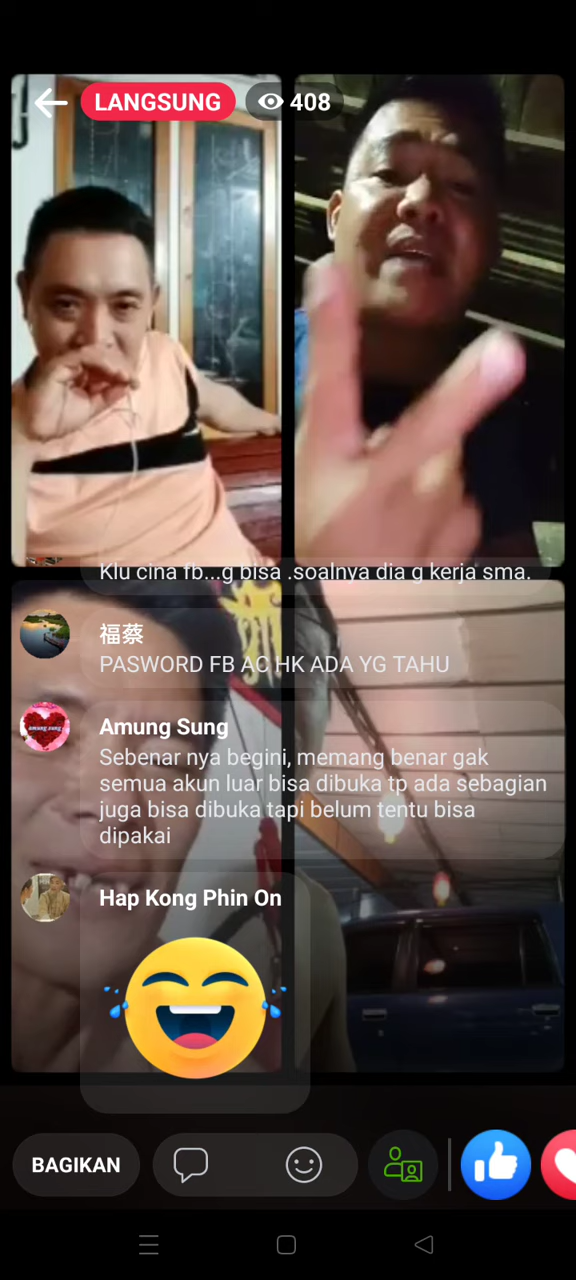 LANGSUNG
408
Klu cina fb...g bisa .soalnya dia g kerja sma.
福蔡
PASWORD FB AC HK ADA YG TAHU
Amung Sung
Sebenar nya begini, memang benar gak
semua akun luar bisa dibuka tp ada sebagian
juga bisa dibuka tapi belum tentu bisa
dipakai
Hap Kong Phin On
BAGIKAN